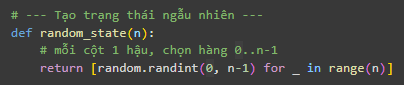 # --- Tạo trạng thái ngẫu nhiên ---
def random_state(n):
    # mỗi cột 1 hậu, chọn hàng 0..n-1
    return [random.randint(0, n-1) for _ in range(n)]